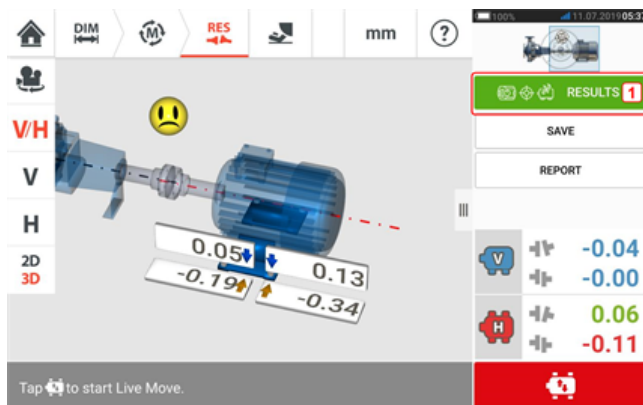 DIM
M
RES
mm
?
100%
11.07.2019 05:37
V/H
V
H
2D
3D
0.05
0.13
-0.19
-0.34
RESULTS 1
SAVE
REPORT
V
-0.04
-0.00
H
0.06
-0.11
Tap to start Live Move.